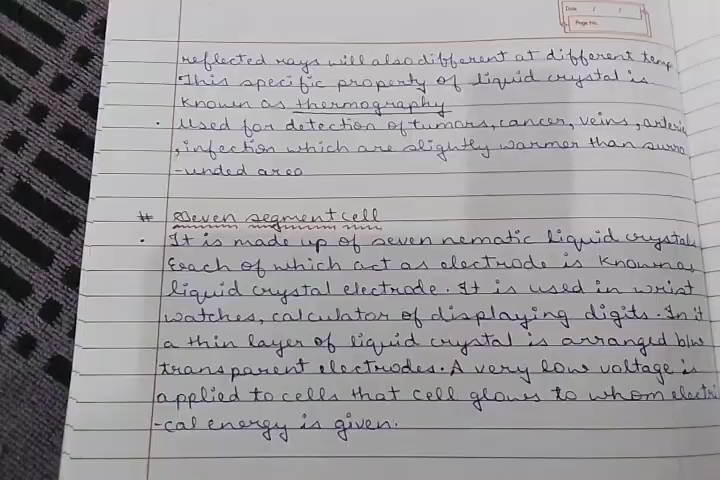 Date / /
Page No.
reflected rays will also different at different temp
This specific property of liquid crystal is
known as thermography
• Used for detection of tumors, cancer, veins, arteries
, infection which are slightly warmer than surro
-unded area
# Seven segment cell
• It is made up of seven nematic liquid crystals
Each of which act as electrode is known as
liquid crystal electrode. It is used in wrist
watches, calculator of displaying digits. In it
a thin layer of liquid crystal is arranged b/w
transparent electrodes. A very low voltage is
applied to cells that cell glows to whom electri
-cal energy is given.